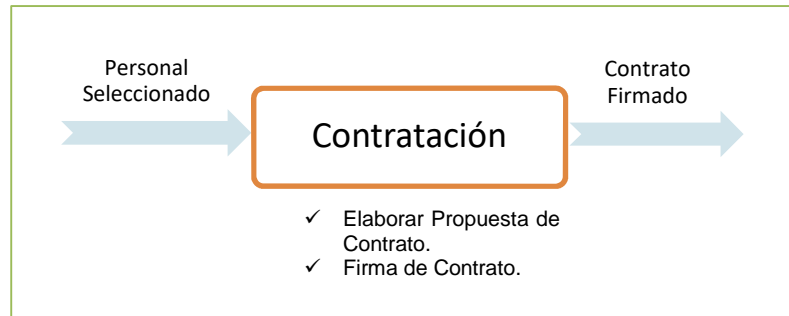 Personal
Seleccionado
Contratación
Contrato
Firmado
✓ Elaborar Propuesta de
Contrato.
✓ Firma de Contrato.